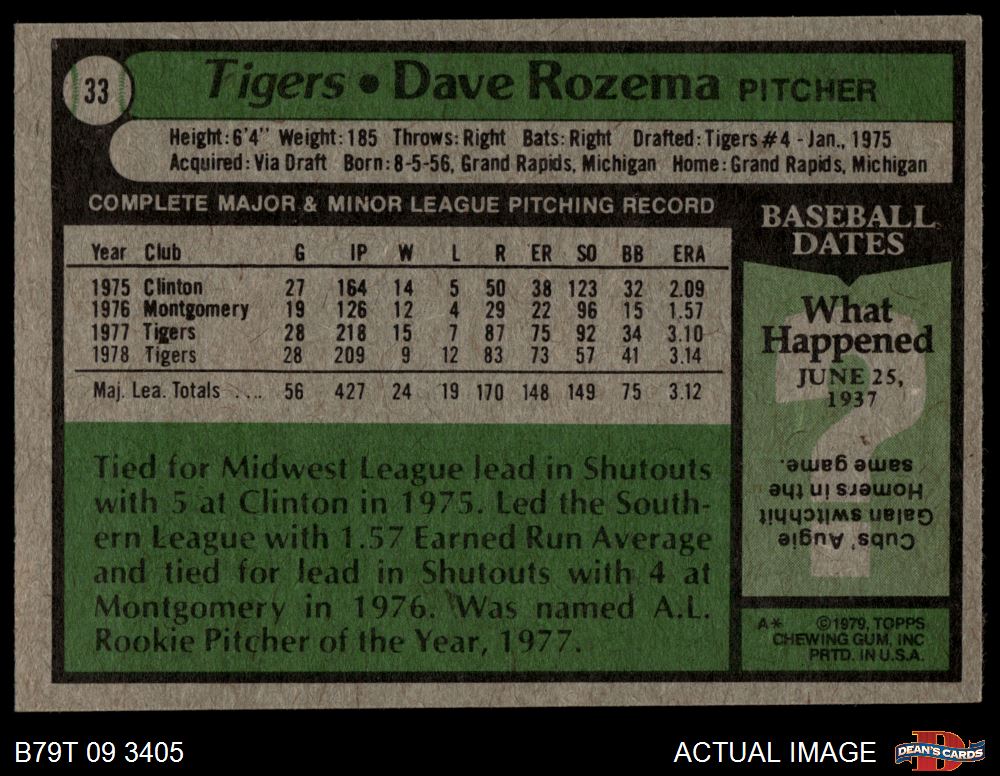 33
Tigers • Dave Rozema PITCHER
Height: 6'4" Weight: 185 Throws: Right Bats: Right Drafted: Tigers #4 - Jan., 1975
Acquired: Via Draft Born: 8-5-56, Grand Rapids, Michigan Home: Grand Rapids, Michigan
COMPLETE MAJOR & MINOR LEAGUE PITCHING RECORD
Year Club G IP W L R ER SO BB ERA
1975 Clinton 27 164 14 5 50 38 123 32 2.09
1976 Montgomery 19 126 12 4 29 22 96 15 1.57
1977 Tigers 28 218 15 7 87 75 92 34 3.10
1978 Tigers 28 209 9 12 83 73 57 41 3.14
Maj. Lea. Totals .... 56 427 24 19 170 148 149 75 3.12
Tied for Midwest League lead in Shutouts
with 5 at Clinton in 1975. Led the South-
ern League with 1.57 Earned Run Average
and tied for lead in Shutouts with 4 at
Montgomery in 1976. Was named A.L.
Rookie Pitcher of the Year, 1977.
BASEBALL
DATES
What
Happened
JUNE 25,
1937
?
Cubs' Augie
Galan switchhit
Homers in the
same game.
A* ©1979, TOPPS
CHEWING GUM, INC
PRTD. IN U.S.A.
B79T 09 3405
ACTUAL IMAGE
DEAN'S CARDS